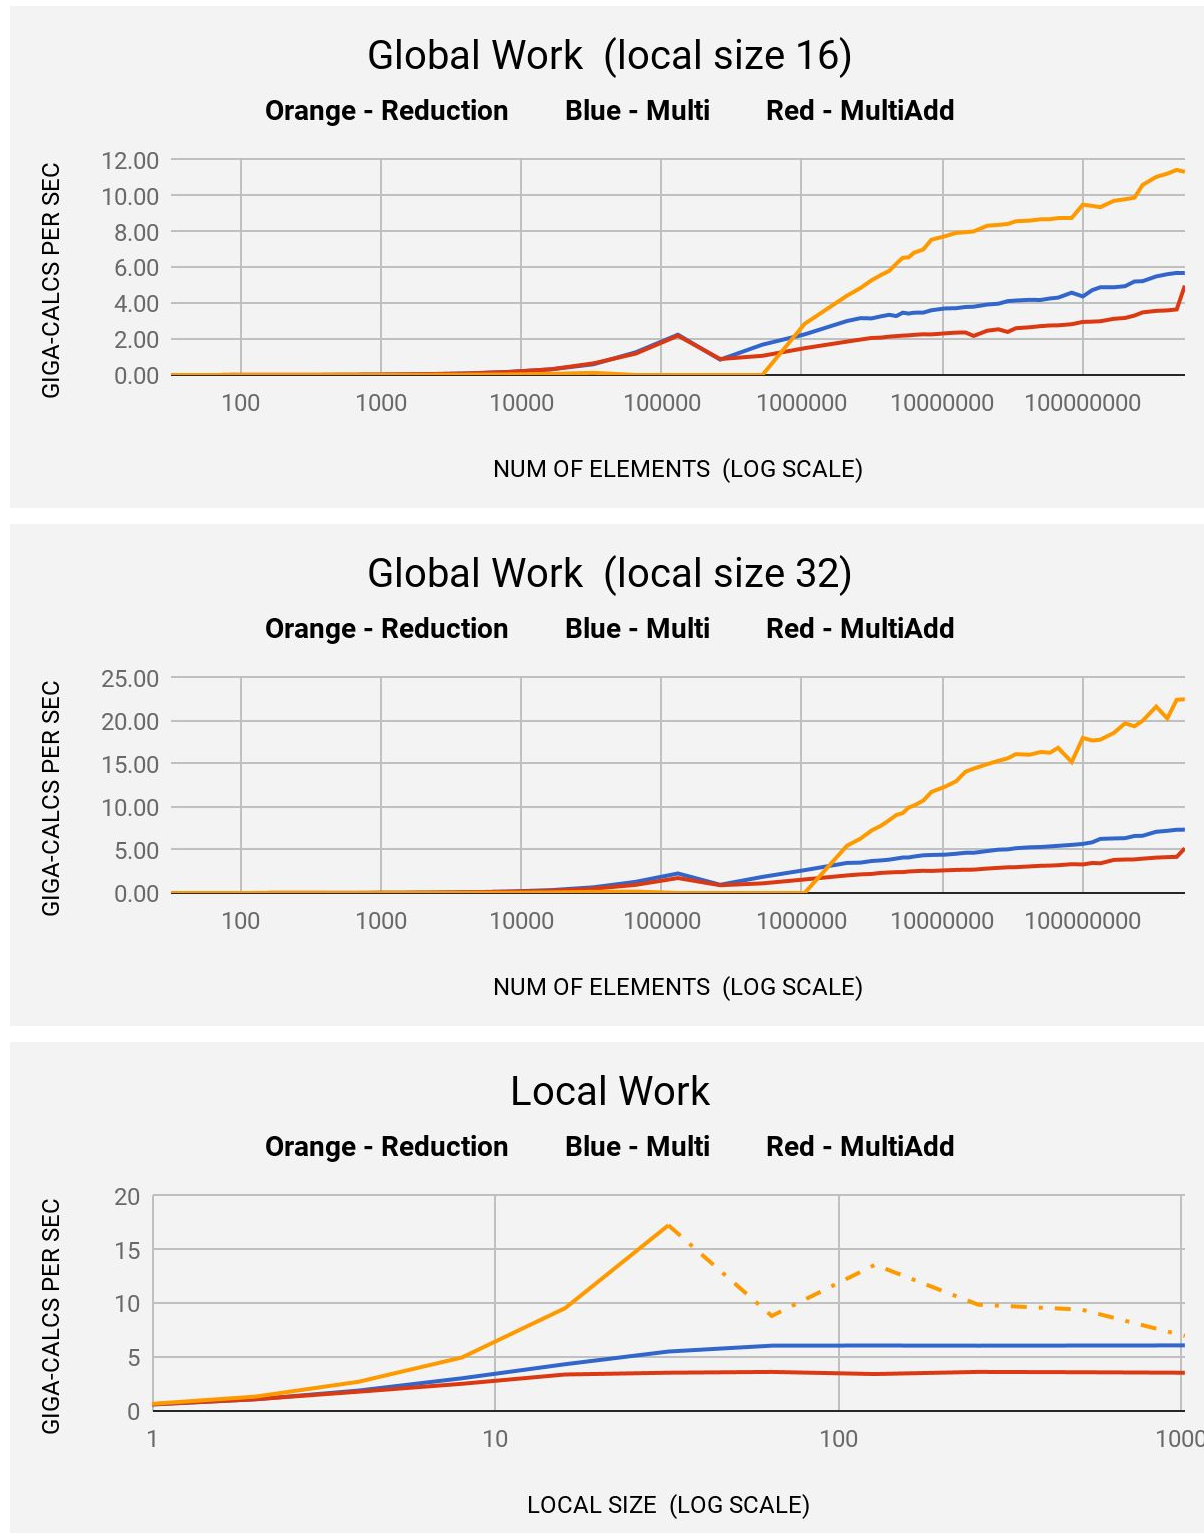 Global Work (local size 16)
Orange - Reduction Blue - Multi Red - MultiAdd
GIGA-CALCS PER SEC
12.00
10.00
8.00
6.00
4.00
2.00
0.00
100 1000 10000 100000 1000000 10000000 100000000
NUM OF ELEMENTS (LOG SCALE)
Global Work (local size 32)
Orange - Reduction Blue - Multi Red - MultiAdd
GIGA-CALCS PER SEC
25.00
20.00
15.00
10.00
5.00
0.00
100 1000 10000 100000 1000000 10000000 100000000
NUM OF ELEMENTS (LOG SCALE)
Local Work
Orange - Reduction Blue - Multi Red - MultiAdd
GIGA-CALCS PER SEC
20
15
10
5
0
1 10 100 1000
LOCAL SIZE (LOG SCALE)